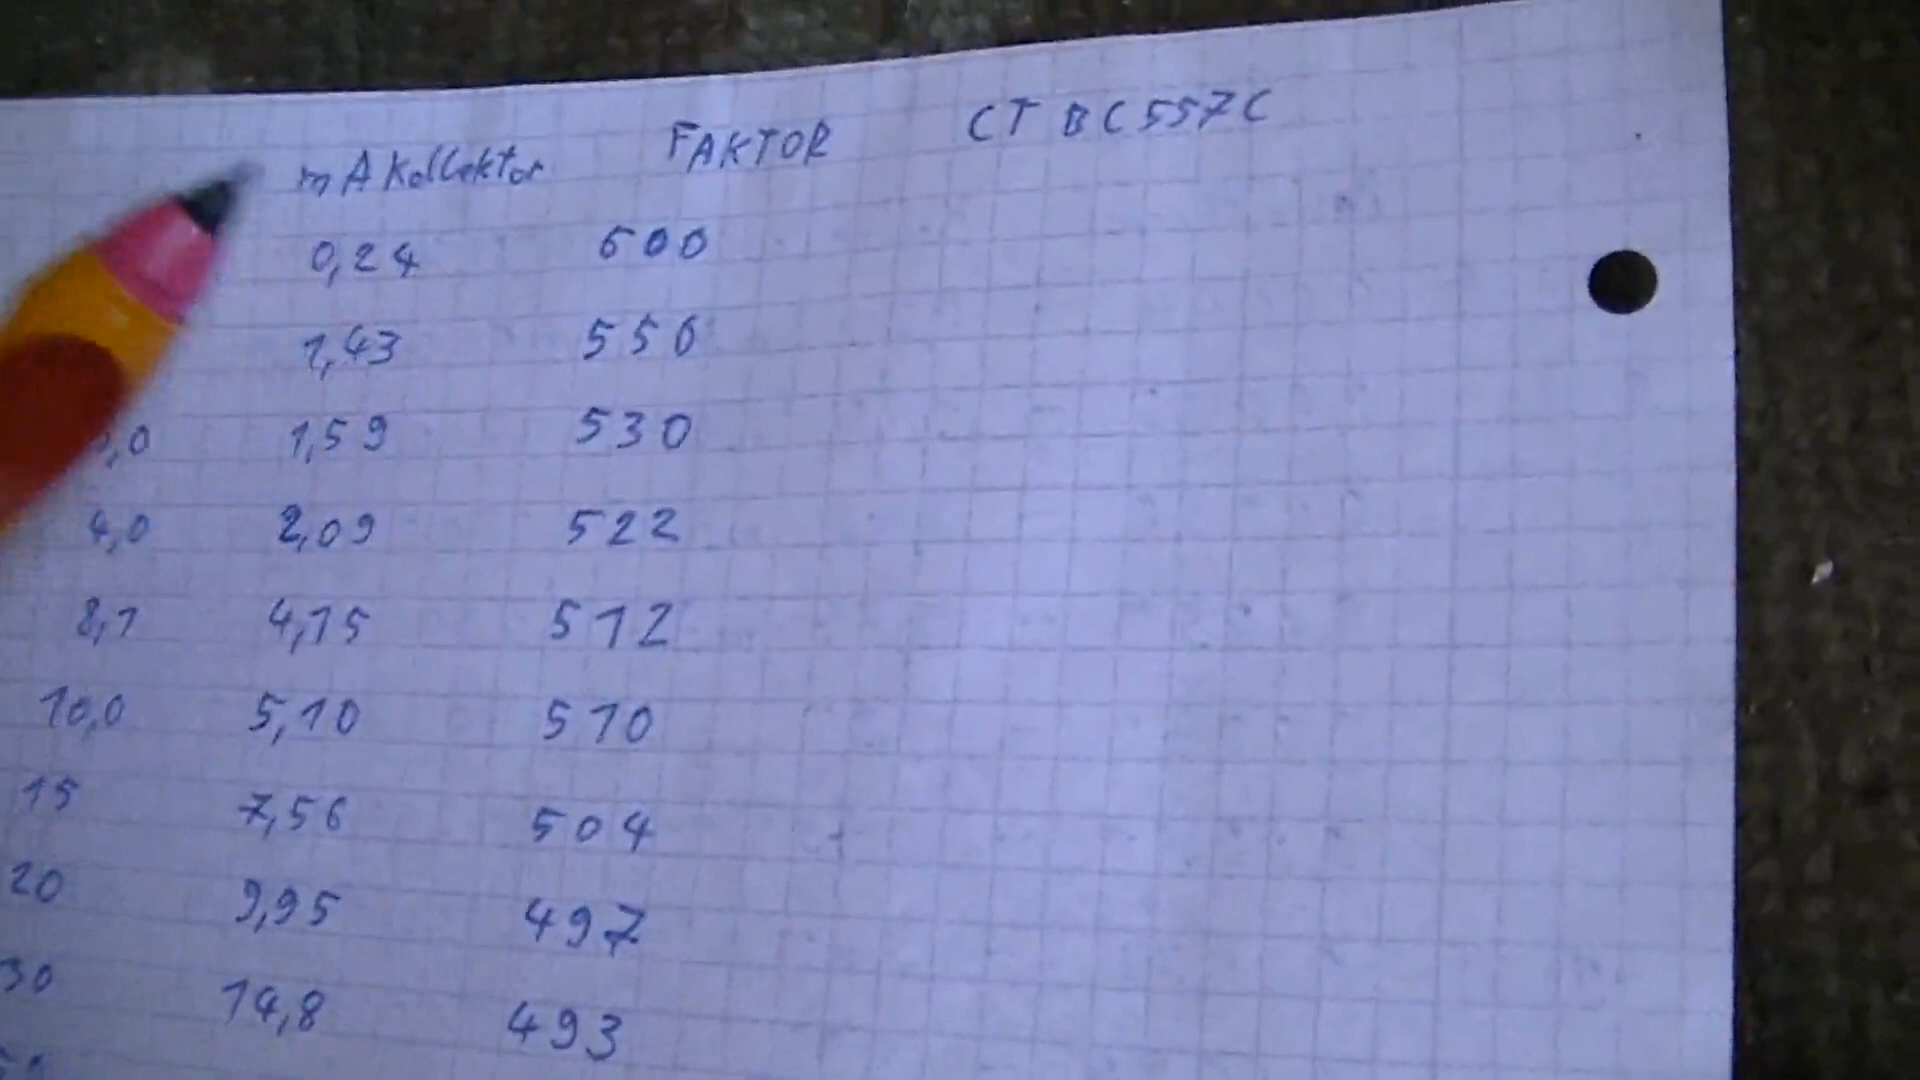 mA Kollektor FAKTOR CT BC557C
0,24 600
1,43 550
,0 1,59 530
4,0 2,09 522
8,1 4,15 512
10,0 5,10 510
15 7,56 504
20 9,95 497
30 14,8 493